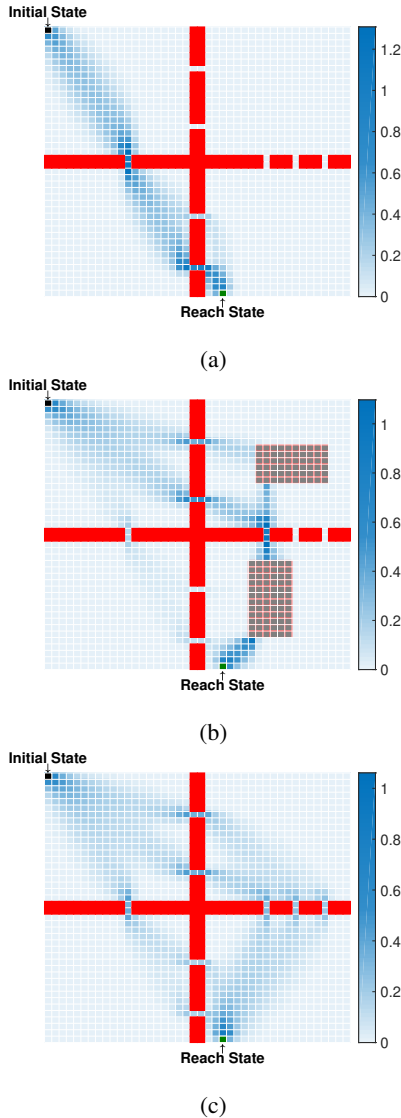 Initial State
↓
1.2
1
0.8
0.6
0.4
0.2
0
↑
Reach State
(a)
Initial State
↓
1
0.8
0.6
0.4
0.2
0
↑
Reach State
(b)
Initial State
↓
1
0.8
0.6
0.4
0.2
0
↑
Reach State
(c)